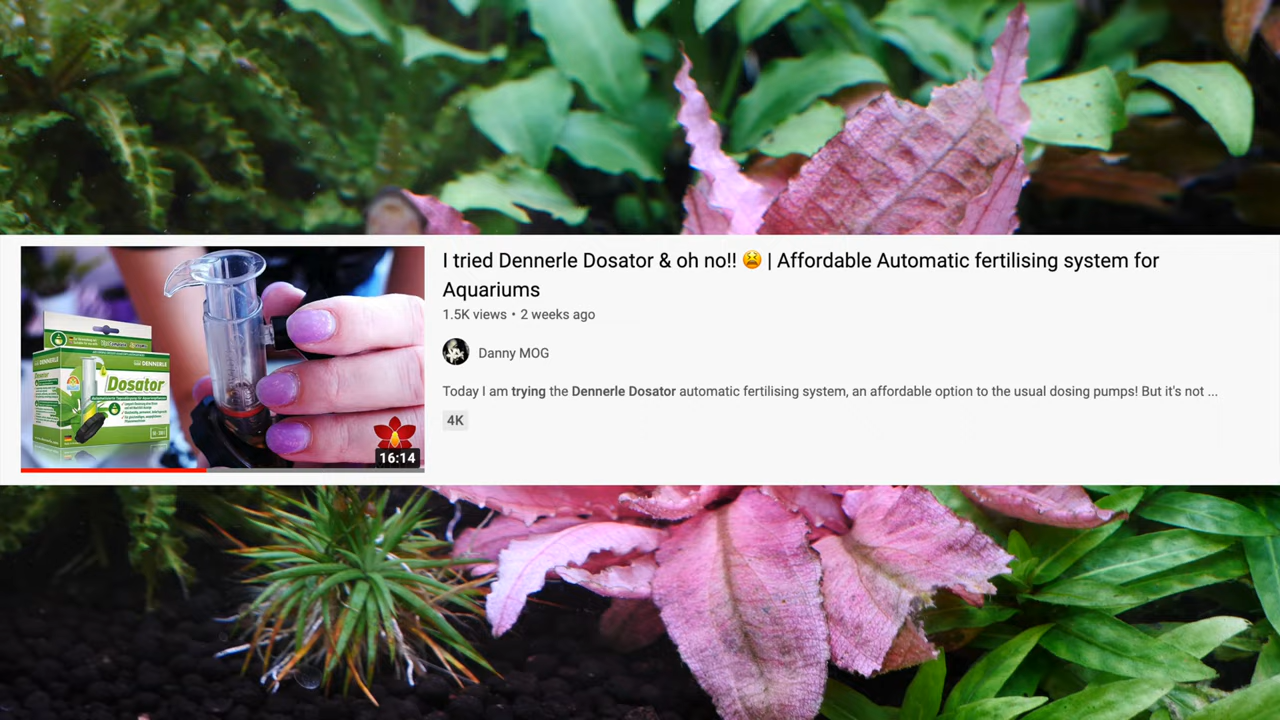 I tried Dennerle Dosator & oh no!! 😫 | Affordable Automatic fertilising system for
Aquariums
1.5K views • 2 weeks ago
Danny MOG
Today I am trying the Dennerle Dosator automatic fertilising system, an affordable option to the usual dosing pumps! But it's not ...
4K
DENNERLE
Dosator
16:14